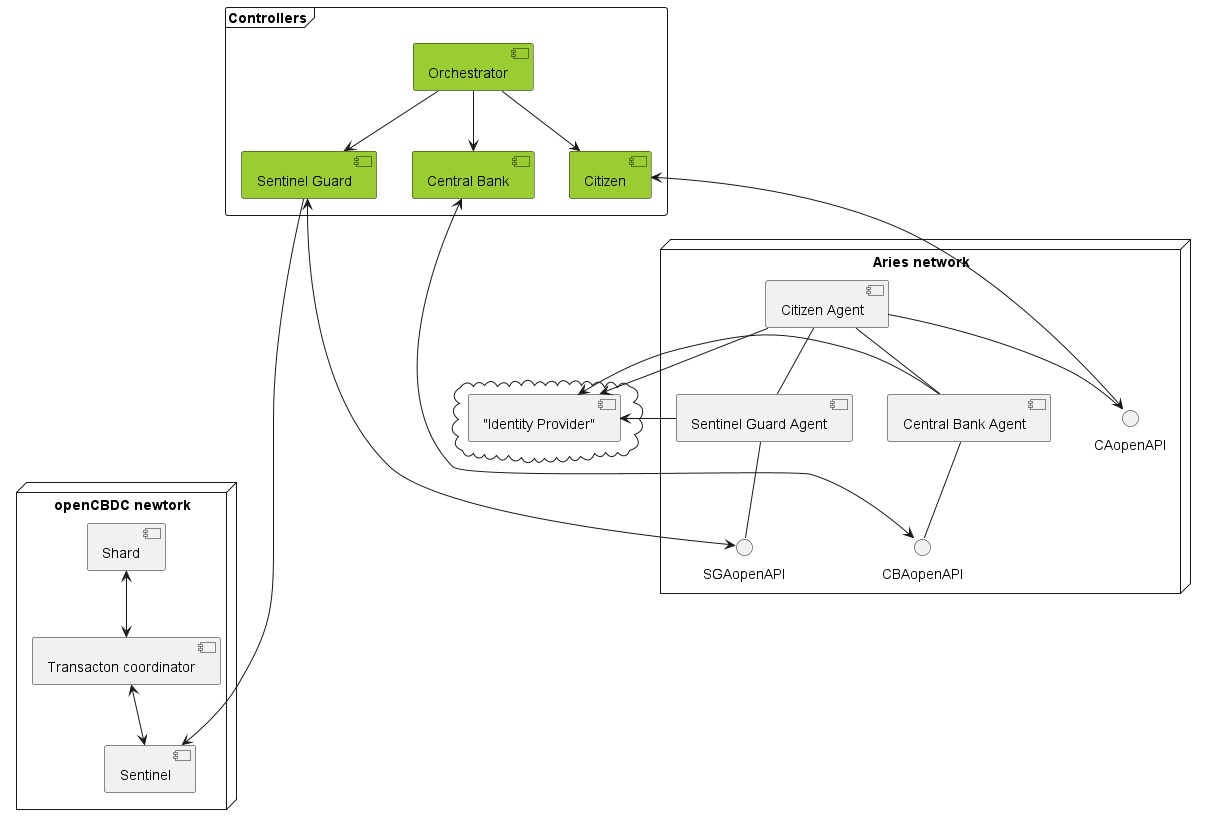 Controllers
Orchestrator
Sentinel Guard
Central Bank
Citizen
Aries network
Citizen Agent
"Identity Provider"
Sentinel Guard Agent
Central Bank Agent
CAopenAPI
openCBDC newtork
Shard
SGAopenAPI
CBAopenAPI
Transacton coordinator
Sentinel